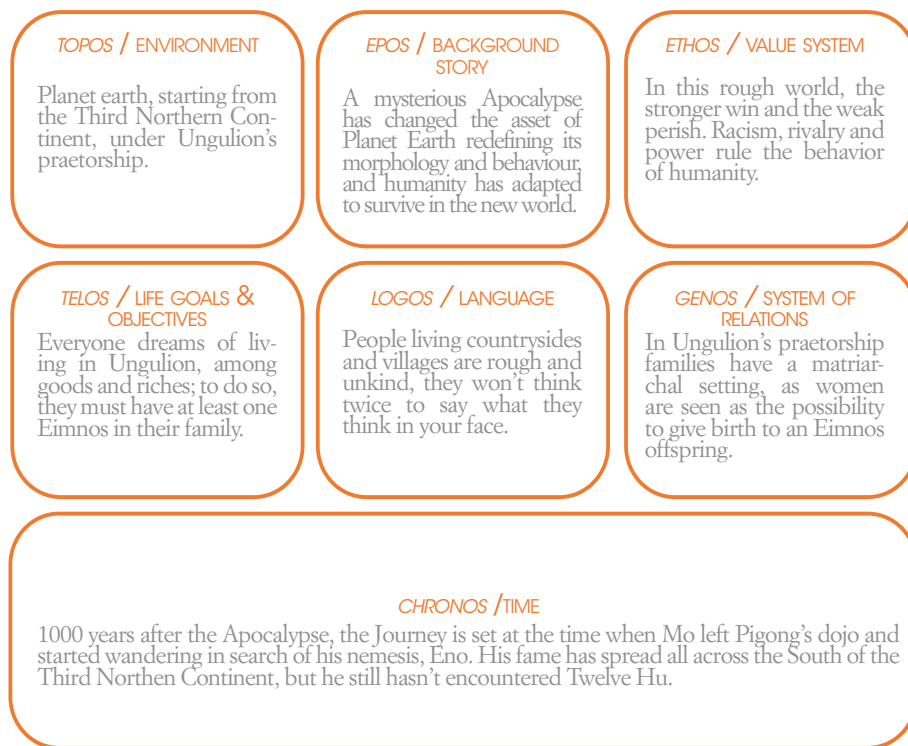 TOPOS / ENVIRONMENT
Planet earth, starting from
the Third Northern Con-
tinent, under Ungulion's
praetorship.
EPOS / BACKGROUND
STORY
A mysterious Apocalypse
has changed the asset of
Planet Earth redefining its
morphology and behaviour,
and humanity has adapted
to survive in the new world.
ETHOS / VALUE SYSTEM
In this rough world, the
stronger win and the weak
perish. Racism, rivalry and
power rule the behavior
of humanity.
TELOS / LIFE GOALS &
OBJECTIVES
Everyone dreams of liv-
ing in Ungulion, among
goods and riches; to do so,
they must have at least one
Eimnos in their family.
LOGOS / LANGUAGE
People living countrysides
and villages are rough and
unkind, they won't think
twice to say what they
think in your face.
GENOS / SYSTEM OF
RELATIONS
In Ungulion's praetorship
families have a matriar-
chal setting, as women
are seen as the possibility
to give birth to an Eimnos
offspring.
CHRONOS /TIME
1000 years after the Apocalypse, the Journey is set at the time when Mo left Pigong's dojo and
started wandering in search of his nemesis, Eno. His fame has spread all across the South of the
Third Northen Continent, but he still hasn't encountered Twelve Hu.